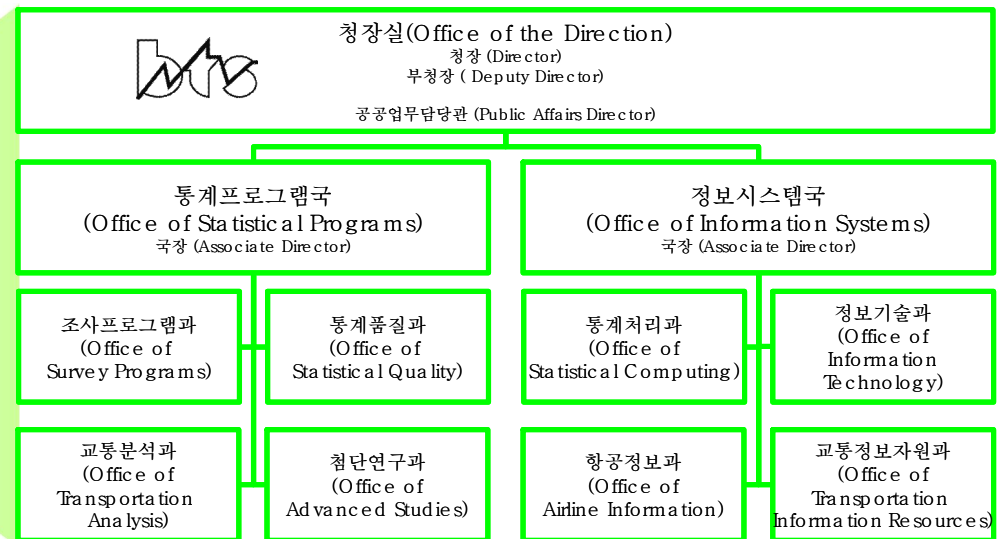 bts
청장실(Office of the Direction)
청장 (Director)
부청장 ( Deputy Director)
공공업무담당관 (Public Affairs Director)
통계프로그램국
(Office of Statistical Programs)
국장 (Associate Director)
정보시스템국
(Office of Information Systems)
국장 (Associate Director)
조사프로그램과
(Office of
Survey Programs)
통계품질과
(Office of
Statistical Quality)
통계처리과
(Office of
Statistical Computing)
정보기술과
(Office of
Information
Technology)
교통분석과
(Office of
Transportation
Analysis)
첨단연구과
(Office of
Advanced Studies)
항공정보과
(Office of
Airline Information)
교통정보자원과
(Office of
Transportation
Information Resources)